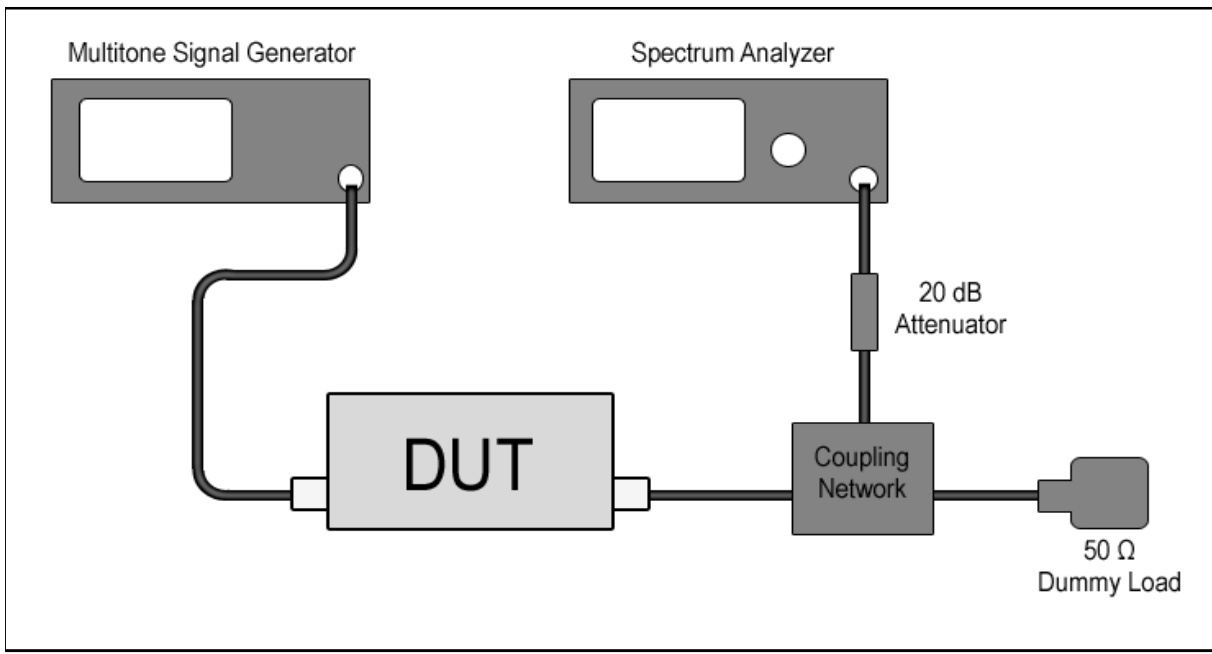 Multitone Signal Generator
Spectrum Analyzer
20 dB
Attenuator
DUT
Coupling
Network
50 Ω
Dummy Load